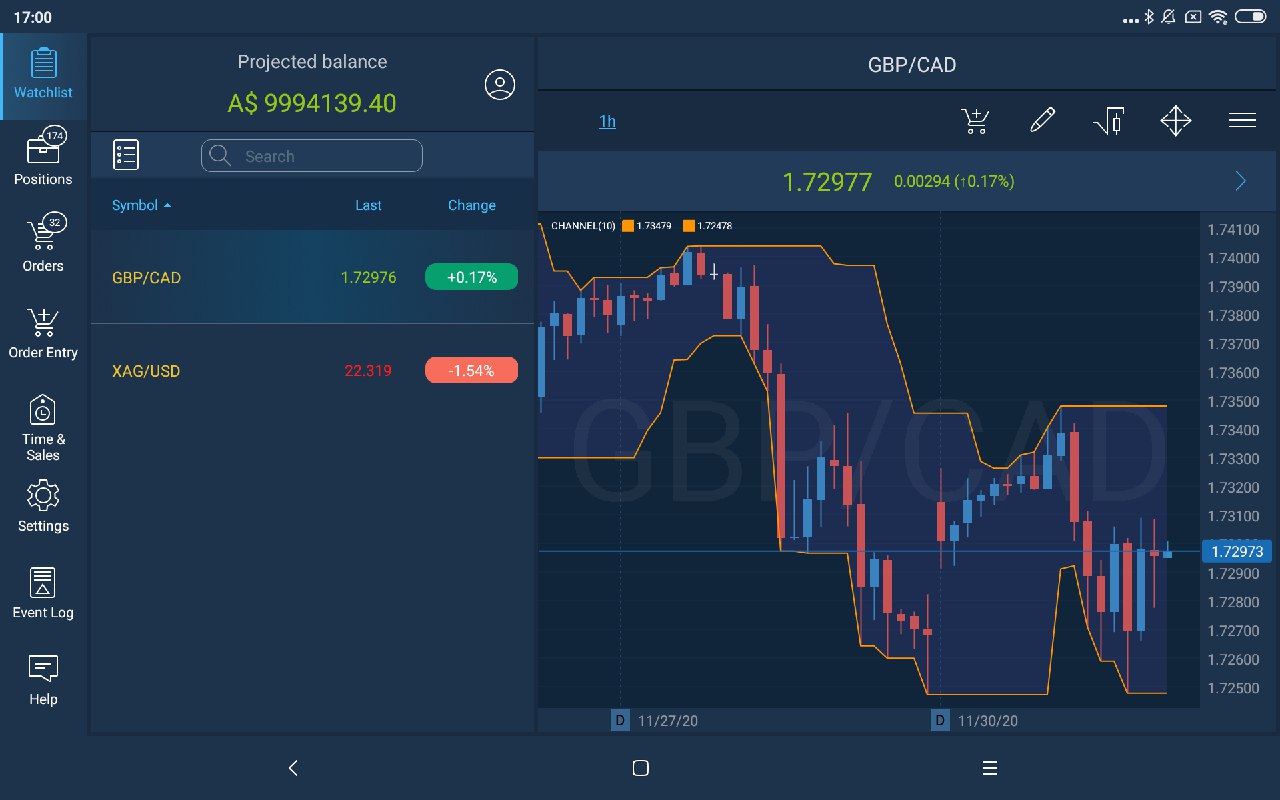 17:00
Watchlist
174
Positions
32
Orders
Order Entry
Time &
Sales
Settings
Event Log
Help
Projected balance
A$ 9994139.40
Search
Symbol Last Change
GBP/CAD 1.72976 +0.17%
XAG/USD 22.319 -1.54%
GBP/CAD
1h
1.72977 0.00294 (↑0.17%)
CHANNEL(10) 1.73479 1.72478
GBP/CAD
1.74100
1.74000
1.73900
1.73800
1.73700
1.73600
1.73500
1.73400
1.73300
1.73200
1.73100
1.72973
1.72900
1.72800
1.72700
1.72600
1.72500
D 11/27/20 D 11/30/20